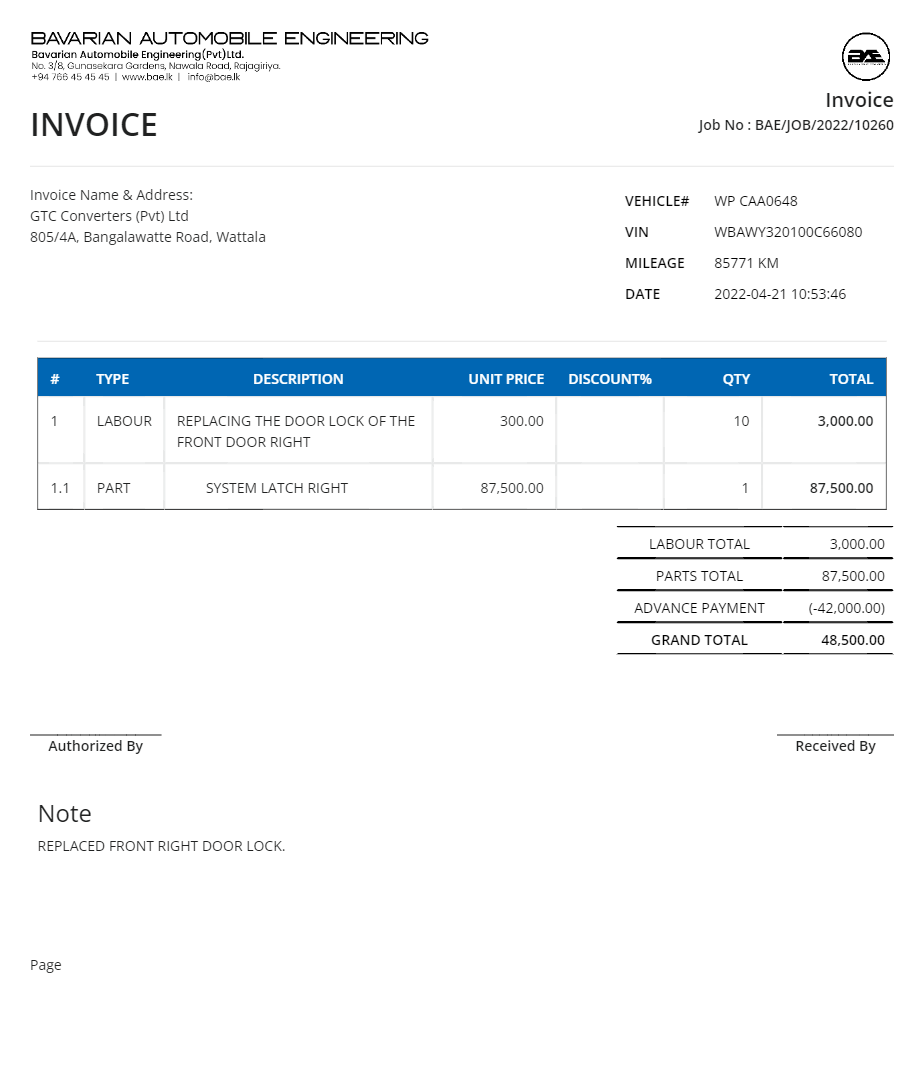 BAVARIAN AUTOMOBILE ENGINEERING
Bavarian Automobile Engineering(Pvt)Ltd.
No. 3/8, Gunasekara Gardens, Nawala Road, Rajagiriya.
+94 766 45 45 45 | www.bae.lk | info@bae.lk
BAE
Invoice
INVOICE
Job No : BAE/JOB/2022/10260
Invoice Name & Address:
GTC Converters (Pvt) Ltd
805/4A, Bangalawatte Road, Wattala
VEHICLE# WP CAA0648
VIN WBAWY320100C66080
MILEAGE 85771 KM
DATE 2022-04-21 10:53:46
# TYPE DESCRIPTION UNIT PRICE DISCOUNT% QTY TOTAL
1 LABOUR REPLACING THE DOOR LOCK OF THE 300.00 10 3,000.00
FRONT DOOR RIGHT
1.1 PART SYSTEM LATCH RIGHT 87,500.00 1 87,500.00
LABOUR TOTAL 3,000.00
PARTS TOTAL 87,500.00
ADVANCE PAYMENT (-42,000.00)
GRAND TOTAL 48,500.00
Authorized By Received By
Note
REPLACED FRONT RIGHT DOOR LOCK.
Page